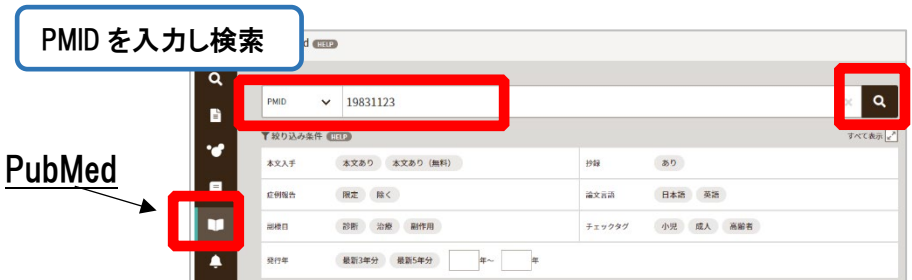 PMID を入力し検索
d HELP
PMID 19831123
絞り込み条件 HELP すべて表示
本文入手 本文あり 本文あり（無料） 抄録 あり
症例報告 限定 除く 論文言語 日本語 英語
副標目 診断 治療 副作用 チェックタグ 小児 成人 高齢者
発行年 最新3年分 最新5年分 年～ 年
PubMed